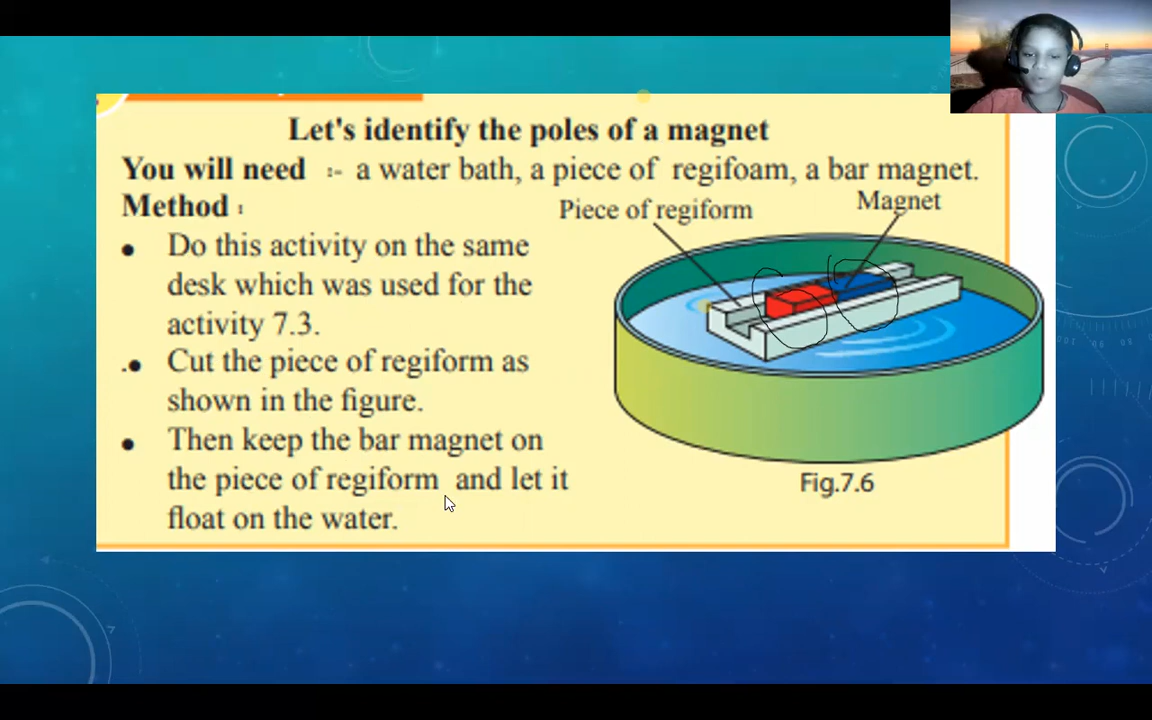 Let's identify the poles of a magnet
You will need :- a water bath, a piece of regifoam, a bar magnet.
Method :
Piece of regiform
Magnet
• Do this activity on the same
desk which was used for the
activity 7.3.
.• Cut the piece of regiform as
shown in the figure.
• Then keep the bar magnet on
the piece of regiform and let it
float on the water.
Fig.7.6